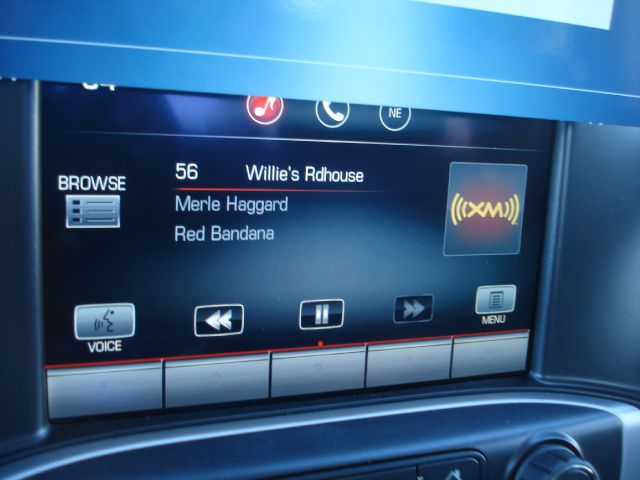 NE
BROWSE
56 Willie's Rdhouse
Merle Haggard
Red Bandana
((XM))
VOICE
MENU